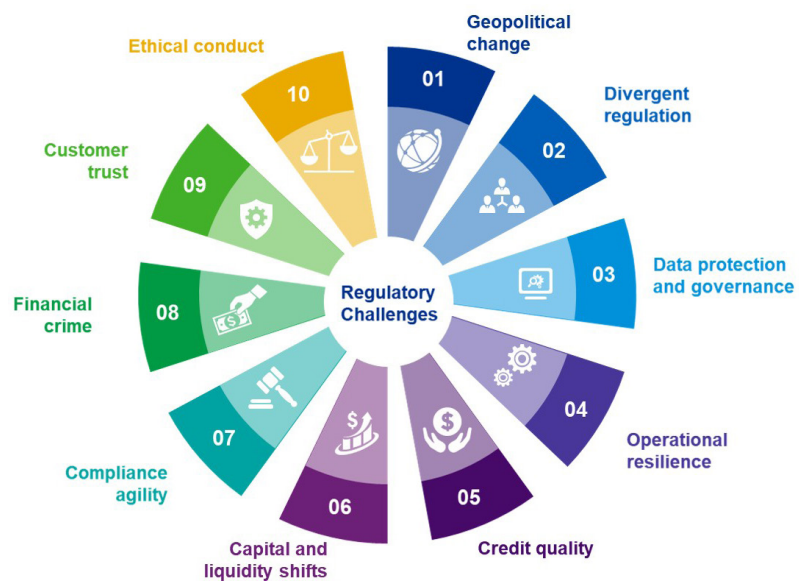 Regulatory
Challenges
01
Geopolitical
change
02
Divergent
regulation
03
Data protection
and governance
04
Operational
resilience
05
Credit quality
06
Capital and
liquidity shifts
07
Compliance
agility
08
Financial
crime
09
Customer
trust
10
Ethical conduct
$
$
$